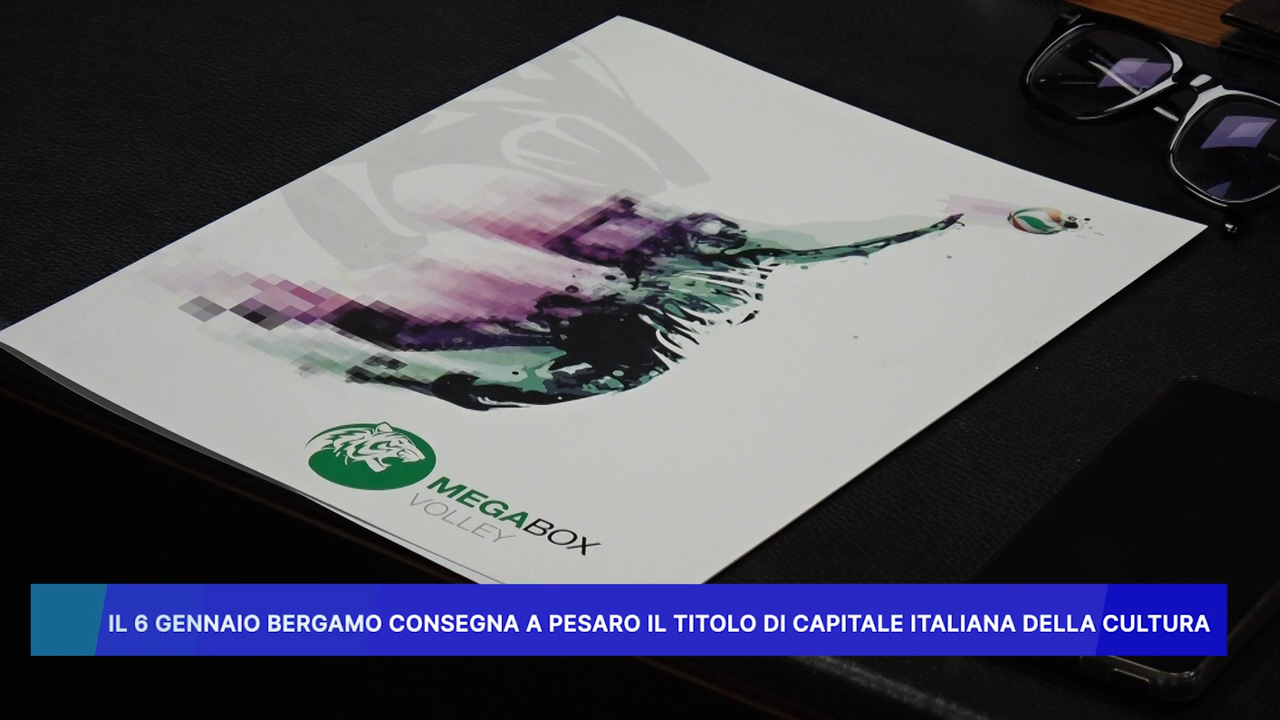 MEGABOX
VOLLEY
IL 6 GENNAIO BERGAMO CONSEGNA A PESARO IL TITOLO DI CAPITALE ITALIANA DELLA CULTURA